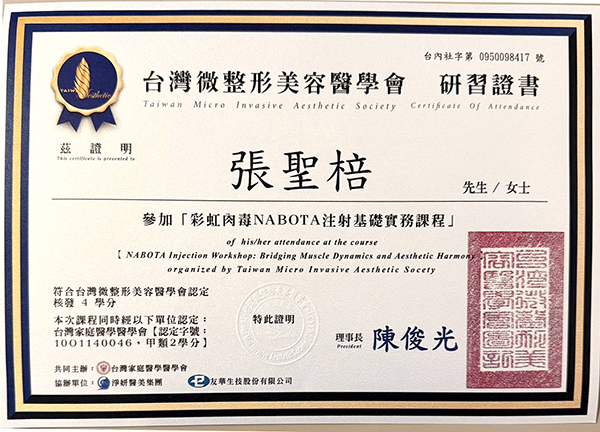 台內社字第 0950098417 號
台灣微整形美容醫學會 研習證書
Taiwan Micro Invasive Aesthetic Society Certificate Of Attendance
TAIWAN
Aesthetic
茲證明
This certificate is presented to
張聖棓
先生 / 女士
參加「彩虹肉毒NABOTA注射基礎實務課程」
of his/her attendance at the course
【 NABOTA Injection Workshop: Bridging Muscle Dynamics and Aesthetic Harmony
organized by Taiwan Micro Invasive Aesthetic Socety
符合台灣微整形美容醫學會認定
核發 4 學分
本次課程同時經以下單位認定：
台灣家庭醫學醫學會【認定字號：
1001140046，甲類2學分】
特此證明
理事長
President
陳俊光
共同主辦：台灣家庭醫學醫學會
協辦單位：淨妍醫美集團 友華生技股份有限公司